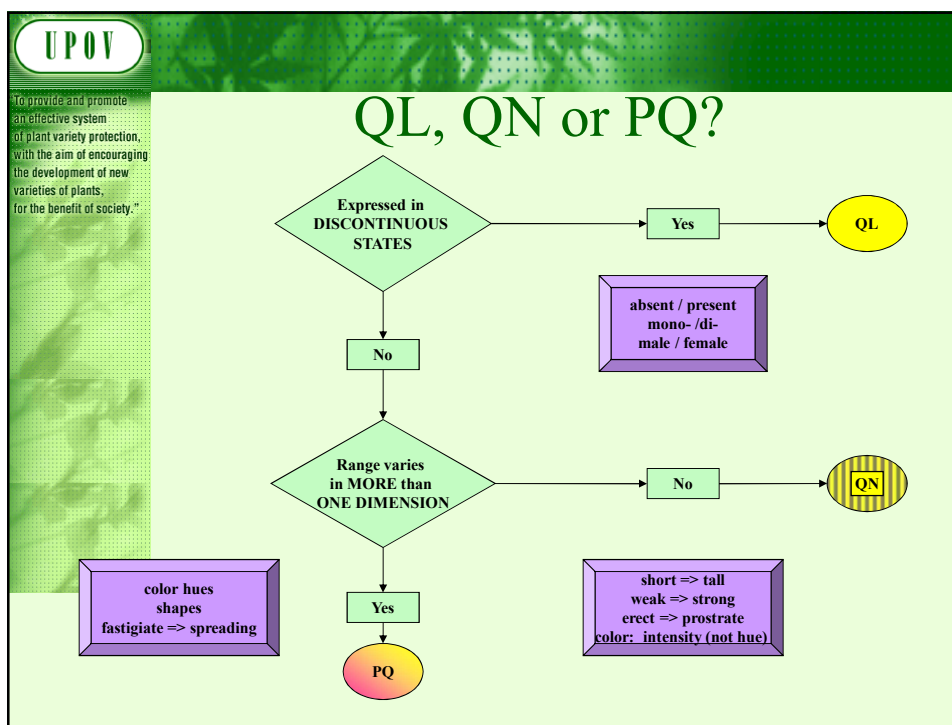 UPOV
"To provide and promote
an effective system
of plant variety protection,
with the aim of encouraging
the development of new
varieties of plants,
for the benefit of society."
QL, QN or PQ?
Expressed in
DISCONTINUOUS
STATES
Yes
QL
absent / present
mono- /di-
male / female
No
Range varies
in MORE than
ONE DIMENSION
No
QN
color hues
shapes
fastigiate => spreading
Yes
short => tall
weak => strong
erect => prostrate
color: intensity (not hue)
PQ